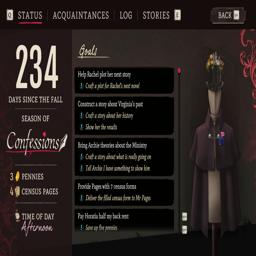 STATUS | ACQUAINTANCES | LOG | STORIES
BACK
234
DAYS SINCE THE FALL
SEASON OF
Confessions
3 PENNIES
4 CENSUS PAGES
TIME OF DAY
Afternoon
Goals
Help Rachel plot her next story
Craft a plot for Rachel's next novel
Construct a story about Virginia's past
Craft a story about her history
Show her the results
Bring Archie theories about the Ministry
Craft a story about what is really going on
Tell Archie I have something to show him
Provide Pages with 7 census forms
Deliver the filled census form to Mr Pages
Pay Horatia half my back rent
Save up five pennies